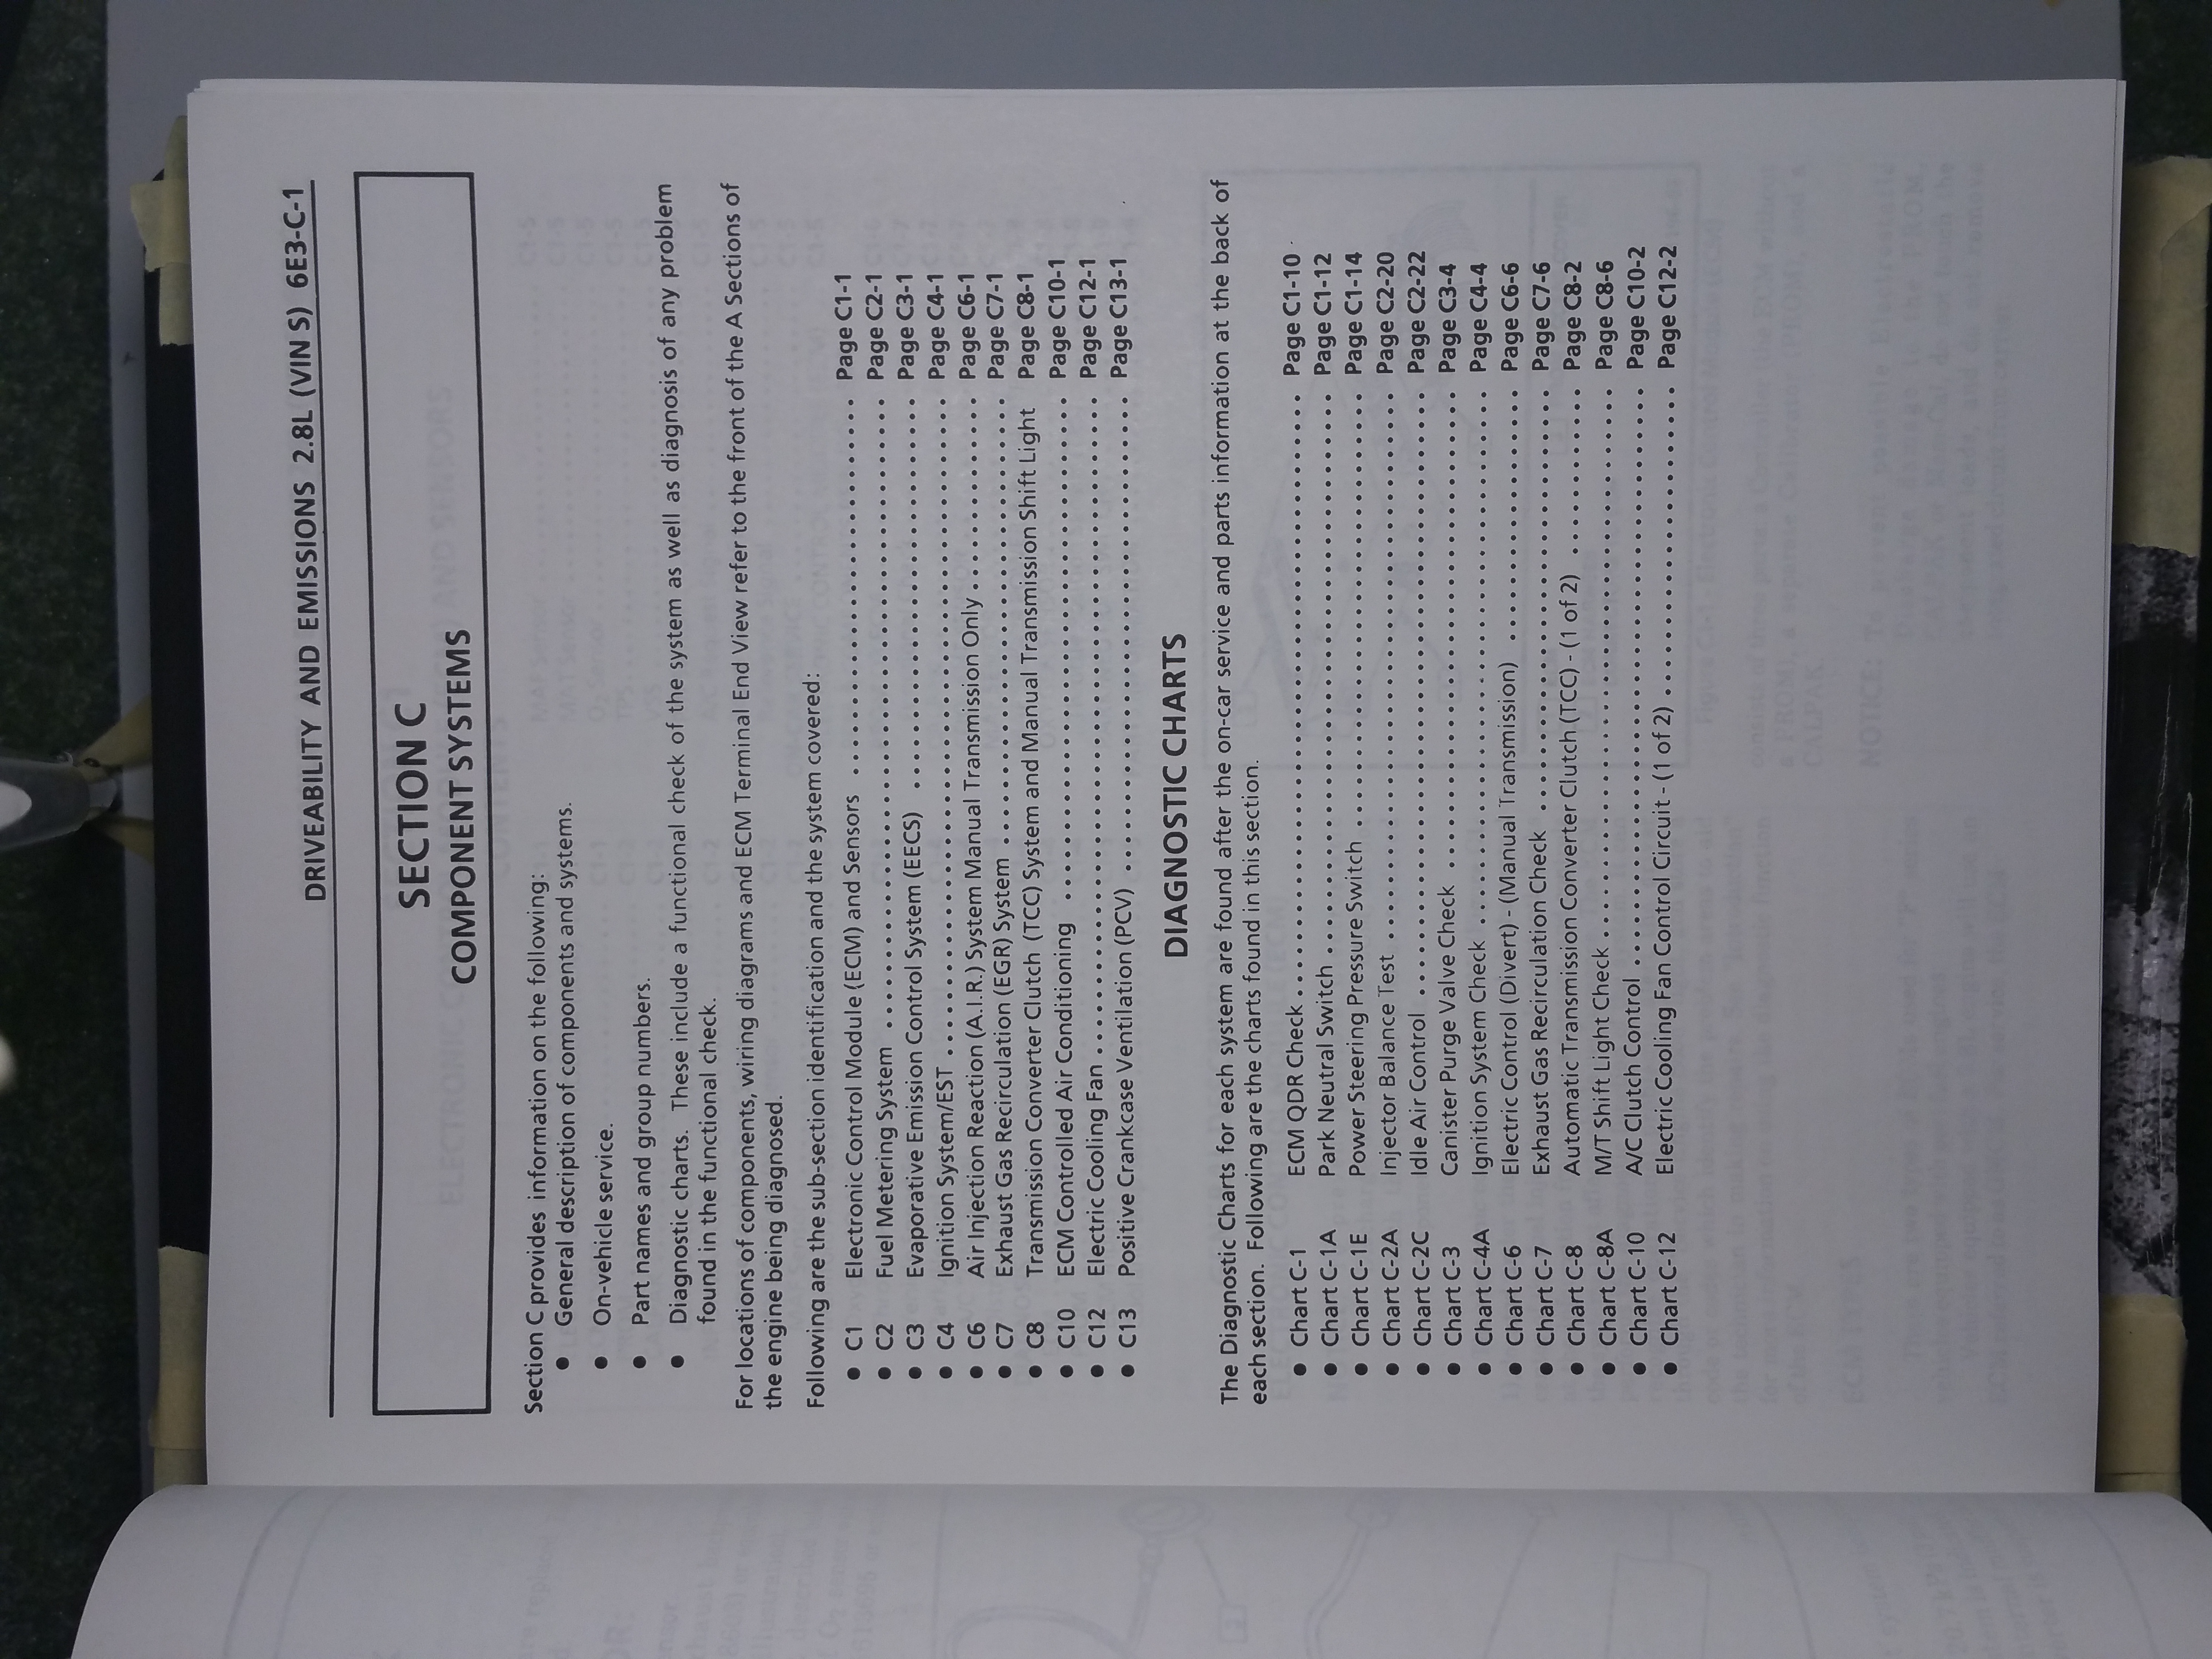 DRIVEABILITY AND EMISSIONS 2.8L (VIN S) 6E3-C-1
SECTION C
COMPONENT SYSTEMS
Section C provides information on the following:
● General description of components and systems.
● On-vehicle service.
● Part names and group numbers.
● Diagnostic charts. These include a functional check of the system as well as diagnosis of any problem
found in the functional check.
For locations of components, wiring diagrams and ECM Terminal End View refer to the front of the A Sections of
the engine being diagnosed.
Following are the sub-section identification and the system covered:
● C1 Electronic Control Module (ECM) and Sensors .......... Page C1-1
● C2 Fuel Metering System .......... Page C2-1
● C3 Evaporative Emission Control System (EECS) .......... Page C3-1
● C4 Ignition System/EST .......... Page C4-1
● C6 Air Injection Reaction (A.I.R.) System Manual Transmission Only .......... Page C6-1
● C7 Exhaust Gas Recirculation (EGR) System .......... Page C7-1
● C8 Transmission Converter Clutch (TCC) System and Manual Transmission Shift Light Page C8-1
● C10 ECM Controlled Air Conditioning .......... Page C10-1
● C12 Electric Cooling Fan .......... Page C12-1
● C13 Positive Crankcase Ventilation (PCV) .......... Page C13-1
DIAGNOSTIC CHARTS
The Diagnostic Charts for each system are found after the on-car service and parts information at the back of
each section. Following are the charts found in this section.
● Chart C-1 ECM QDR Check .......... Page C1-10
● Chart C-1A Park Neutral Switch .......... Page C1-12
● Chart C-1E Power Steering Pressure Switch .......... Page C1-14
● Chart C-2A Injector Balance Test .......... Page C2-20
● Chart C-2C Idle Air Control .......... Page C2-22
● Chart C-3 Canister Purge Valve Check .......... Page C3-4
● Chart C-4A Ignition System Check .......... Page C4-4
● Chart C-6 Electric Control (Divert) - (Manual Transmission) .......... Page C6-6
● Chart C-7 Exhaust Gas Recirculation Check .......... Page C7-6
● Chart C-8 Automatic Transmission Converter Clutch (TCC) - (1 of 2) .......... Page C8-2
● Chart C-8A M/T Shift Light Check .......... Page C8-6
● Chart C-10 A/C Clutch Control .......... Page C10-2
● Chart C-12 Electric Cooling Fan Control Circuit - (1 of 2) .......... Page C12-2